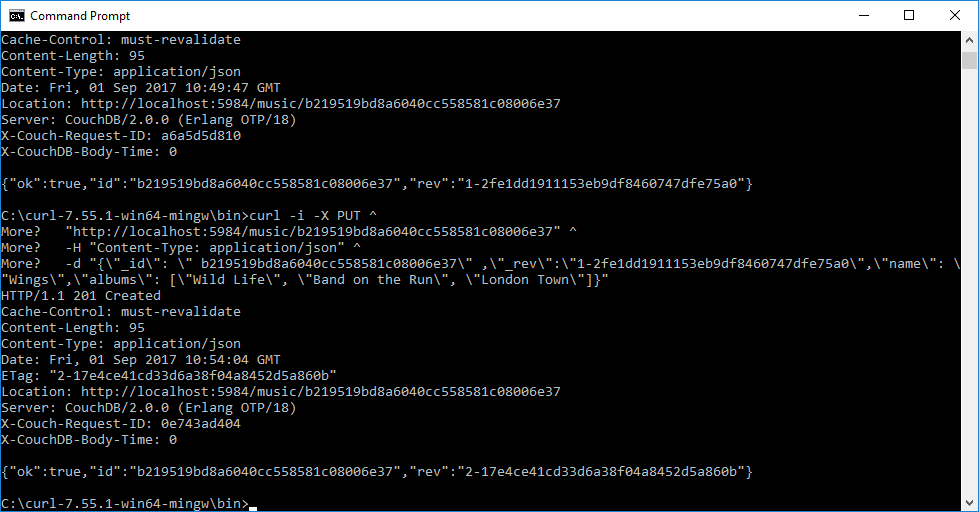 Command Prompt
Cache-Control: must-revalidate
Content-Length: 95
Content-Type: application/json
Date: Fri, 01 Sep 2017 10:49:47 GMT
Location: http://localhost:5984/music/b219519bd8a6040cc558581c08006e37
Server: CouchDB/2.0.0 (Erlang OTP/18)
X-Couch-Request-ID: a6a5d5d810
X-CouchDB-Body-Time: 0
{"ok":true,"id":"b219519bd8a6040cc558581c08006e37","rev":"1-2fe1dd1911153eb9df8460747dfe75a0"}
C:\curl-7.55.1-win64-mingw\bin>curl -i -X PUT ^
More?   "http://localhost:5984/music/b219519bd8a6040cc558581c08006e37" ^
More?   -H "Content-Type: application/json" ^
More?   -d "{\"_id\": \" b219519bd8a6040cc558581c08006e37\" ,\"_rev\":\"1-2fe1dd1911153eb9df8460747dfe75a0\",\"name\": \
"Wings\",\"albums\": [\"Wild Life\", \"Band on the Run\", \"London Town\"]}"
HTTP/1.1 201 Created
Cache-Control: must-revalidate
Content-Length: 95
Content-Type: application/json
Date: Fri, 01 Sep 2017 10:54:04 GMT
ETag: "2-17e4ce41cd33d6a38f04a8452d5a860b"
Location: http://localhost:5984/music/b219519bd8a6040cc558581c08006e37
Server: CouchDB/2.0.0 (Erlang OTP/18)
X-Couch-Request-ID: 0e743ad404
X-CouchDB-Body-Time: 0
{"ok":true,"id":"b219519bd8a6040cc558581c08006e37","rev":"2-17e4ce41cd33d6a38f04a8452d5a860b"}
C:\curl-7.55.1-win64-mingw\bin>